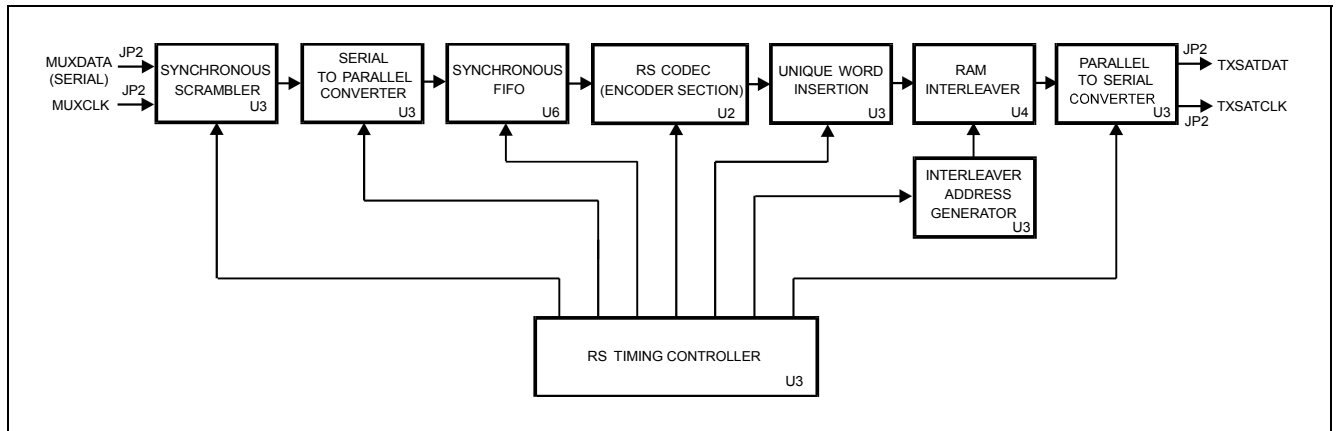 MUXDATA
(SERIAL)
JP2
MUXCLK
JP2
SYNCHRONOUS
SCRAMBLER
U3
SERIAL
TO PARALLEL
CONVERTER
U3
SYNCHRONOUS
FIFO
U6
RS CODEC
(ENCODER SECTION)
U2
UNIQUE WORD
INSERTION
U3
RAM
INTERLEAVER
U4
PARALLEL
TO SERIAL
CONVERTER
U3
JP2
TXSATDAT
TXSATCLK
JP2
INTERLEAVER
ADDRESS
GENERATOR
U3
RS TIMING CONTROLLER
U3